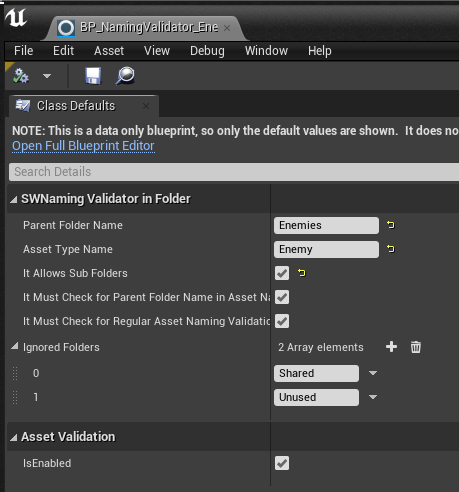 BP_NamingValidator_Ene
File Edit Asset View Debug Window Help
Class Defaults
NOTE: This is a data only blueprint, so only the default values are shown. It does no
Open Full Blueprint Editor
Search Details
SWNaming Validator in Folder
Parent Folder Name Enemies
Asset Type Name Enemy
It Allows Sub Folders
It Must Check for Parent Folder Name in Asset Na
It Must Check for Regular Asset Naming Validatio
Ignored Folders 2 Array elements
0 Shared
1 Unused
Asset Validation
IsEnabled